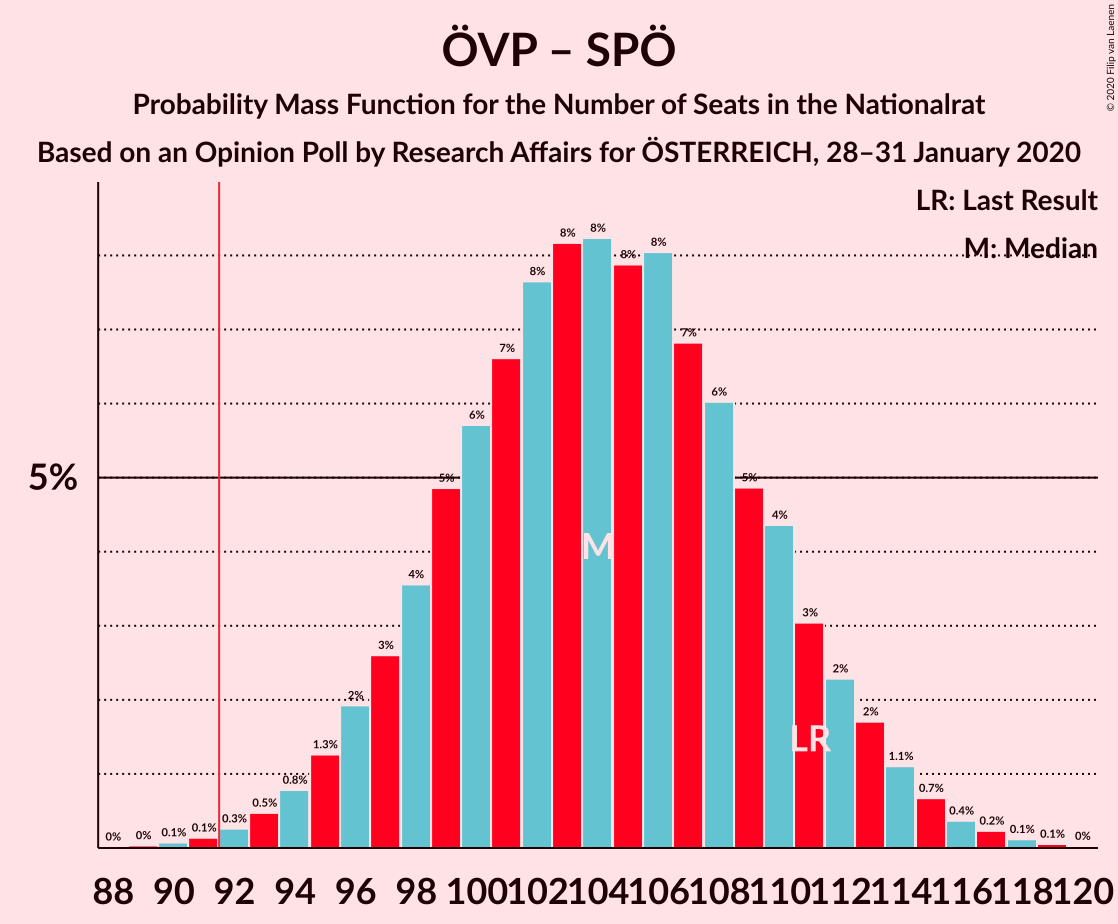 ÖVP – SPÖ
Probability Mass Function for the Number of Seats in the Nationalrat
Based on an Opinion Poll by Research Affairs for ÖSTERREICH, 28–31 January 2020
© 2020 Filip van Laenen
LR: Last Result
M: Median
5%
0% 0% 0.1% 0.1% 0.3% 0.5% 0.8% 1.3% 2% 3% 4% 5% 6% 7% 8% 8% 8% 8% 8% 7% 6% 5% 4% 3% 2% 2% 1.1% 0.7% 0.4% 0.2% 0.1% 0.1% 0%
M
LR
88 90 92 94 96 98 100 102 104 106 108 110 112 114 116 118 120